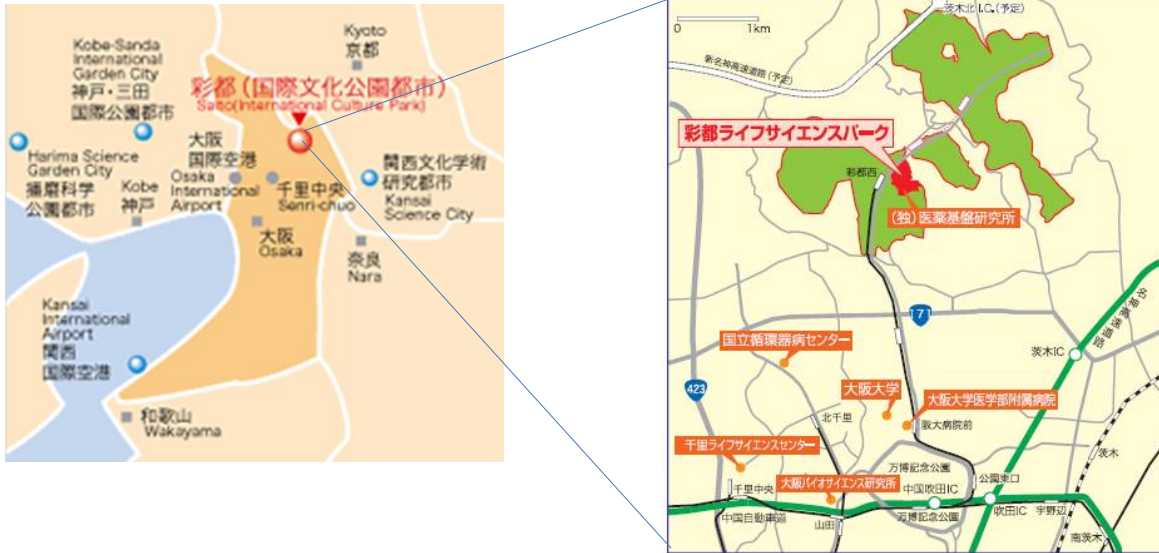 Kyoto
京都
Kobe-Sanda
International
Garden City
神戸・三田
国際公園都市
彩都（国際文化公園都市）
Saito(International Culture Park)
Harima Science
Garden City
播磨科学
公園都市
大阪
国際空港
Osaka
International
Airport
千里中央
Senri-chuo
関西文化学術
研究都市
Kansai
Science City
Kobe
神戸
大阪
Osaka
奈良
Nara
Kansai
International
Airport
関西
国際空港
和歌山
Wakayama
0
1km
茨木北I.C.(予定)
新名神高速道路(予定)
彩都ライフサイエンスパーク
彩都西
(独)医薬基盤研究所
171
名神高速道路
国立循環器病センター
茨木IC
423
大阪大学
大阪大学医学部附属病院
北千里
阪大病院前
千里ライフサイエンスセンター
茨木
万博記念公園
公園東口
千里中央
大阪バイオサイエンス研究所
中国吹田IC
中国自動車道
山田
万博記念公園
吹田IC
宇野辺
南茨木